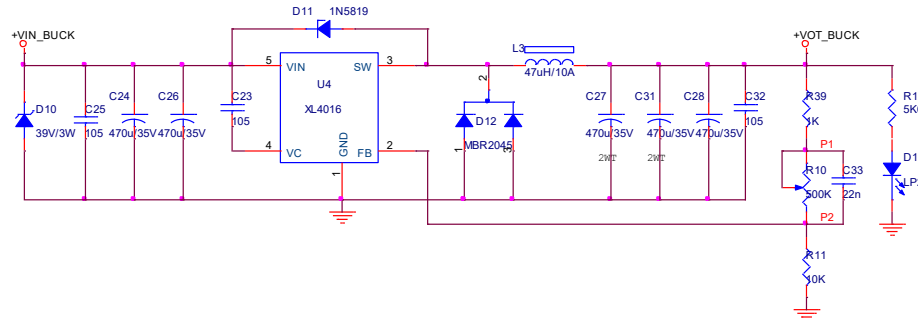 D11 1N5819
+VIN_BUCK
+VOT_BUCK
5 VIN SW 3
U4
XL4016
4 VC GND FB 2
1
L3
47uH/10A
D10
39V/3W
C25
105
C24
470u/35V
C26
470u/35V
C23
105
2
D12
1
3
MBR2045
C27
470u/35V
2WT
C31
470u/35V
2WT
C28
470u/35V
C32
105
R39
1K
P1
R10
500K
C33
22n
P2
R11
10K
R1
5K
D1